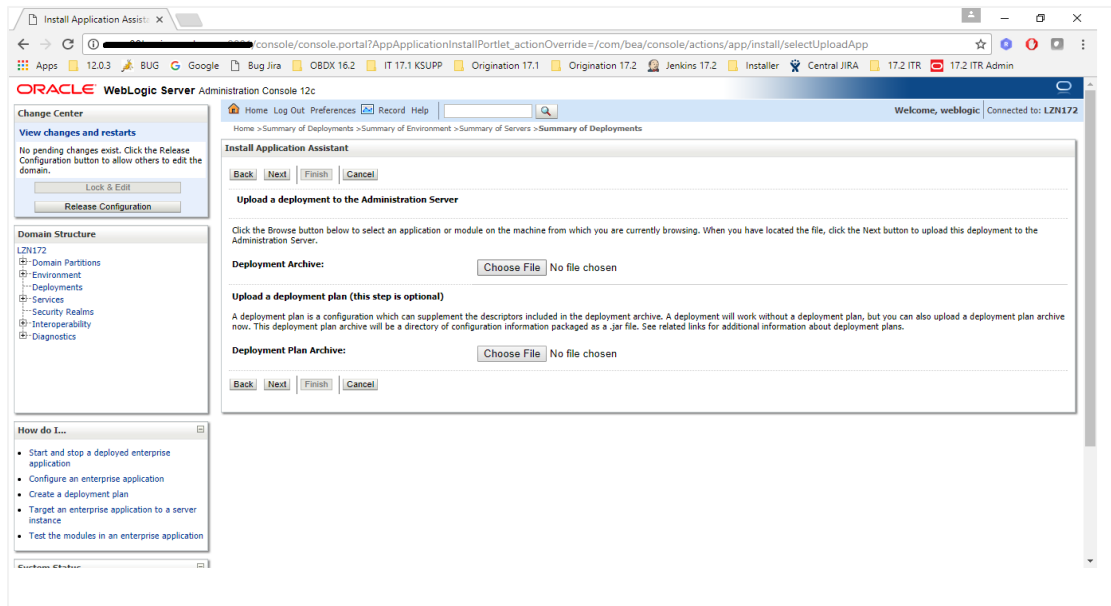 Install Application Assist
/console/console.portal?AppApplicationInstallPortlet_actionOverride=/com/bea/console/actions/app/install/selectUploadApp
Apps 12.0.3 BUG Google Bug Jira OBDX 16.2 IT 17.1 KSUPP Origination 17.1 Origination 17.2 Jenkins 17.2 Installer Central JIRA 17.2 ITR 17.2 ITR Admin
ORACLE WebLogic Server Administration Console 12c
Change Center
View changes and restarts
No pending changes exist. Click the Release
Configuration button to allow others to edit the
domain.
Lock & Edit
Release Configuration
Domain Structure
LZN172
Domain Partitions
Environment
Deployments
Services
Security Realms
Interoperability
Diagnostics
How do I...
Start and stop a deployed enterprise
application
Configure an enterprise application
Create a deployment plan
Target an enterprise application to a server
instance
Test the modules in an enterprise application
System Status
Home Log Out Preferences Record Help
Welcome, weblogic Connected to: LZN172
Home >Summary of Deployments >Summary of Environment >Summary of Servers >Summary of Deployments
Install Application Assistant
Back Next Finish Cancel
Upload a deployment to the Administration Server
Click the Browse button below to select an application or module on the machine from which you are currently browsing. When you have located the file, click the Next button to upload this deployment to the
Administration Server.
Deployment Archive: Choose File No file chosen
Upload a deployment plan (this step is optional)
A deployment plan is a configuration which can supplement the descriptors included in the deployment archive. A deployment will work without a deployment plan, but you can also upload a deployment plan archive
now. This deployment plan archive will be a directory of configuration information packaged as a .jar file. See related links for additional information about deployment plans.
Deployment Plan Archive: Choose File No file chosen
Back Next Finish Cancel